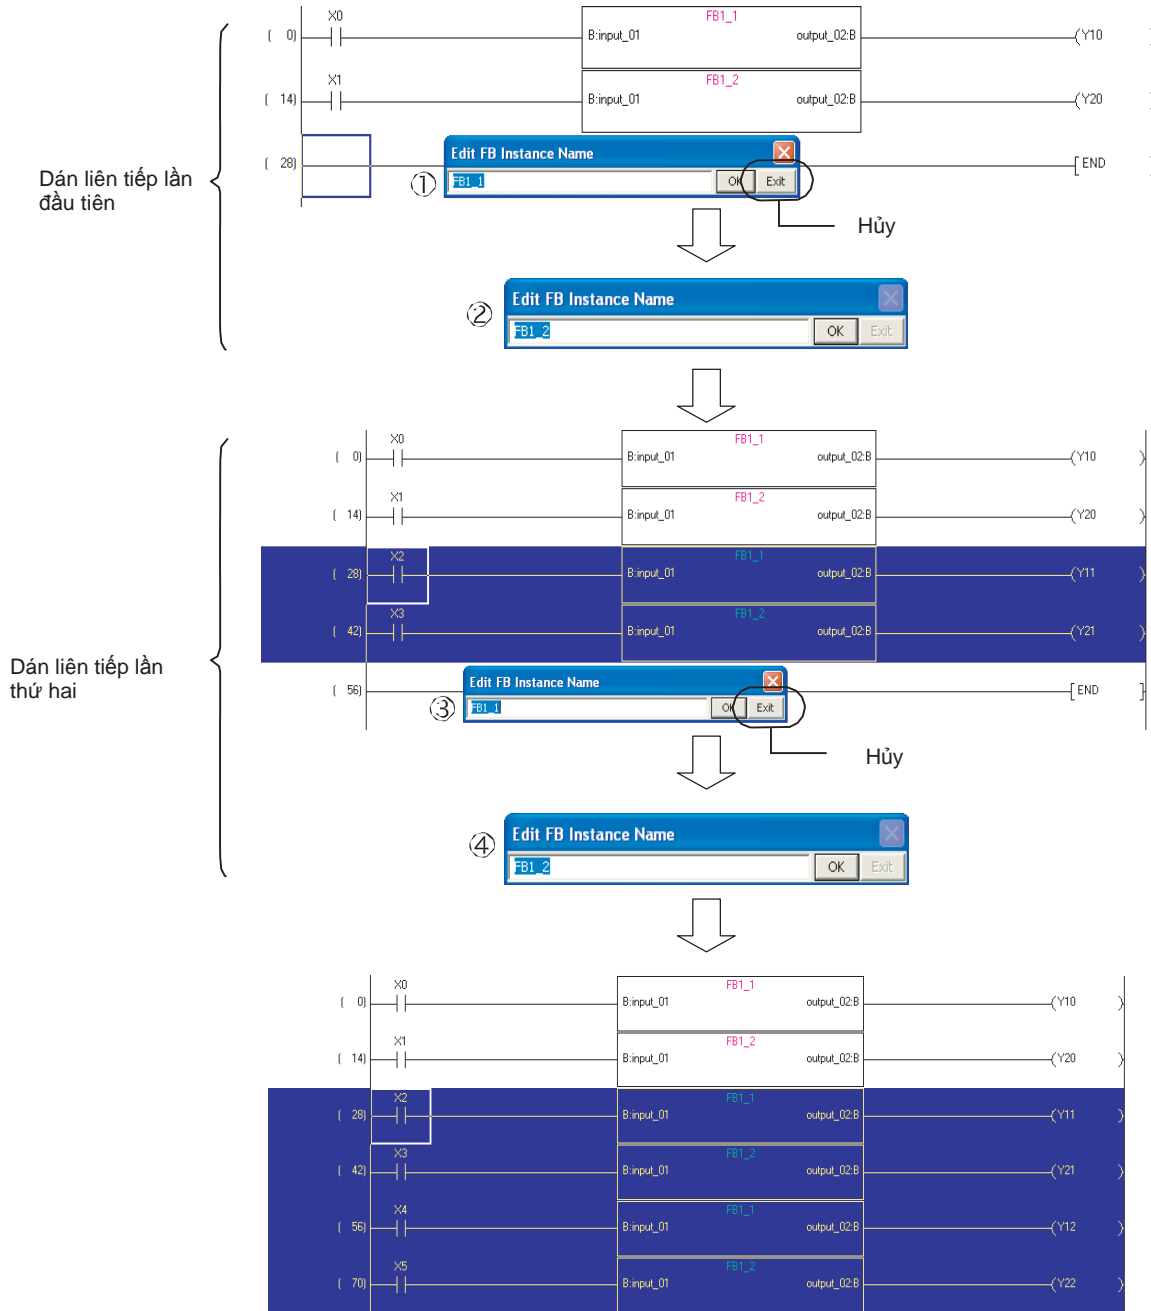 X0
FB1_1
( 0)
B:input_01
output_02:B
(Y10 )
X1
FB1_2
( 14)
B:input_01
output_02:B
(Y20 )
( 28)
[ END
Dán liên tiếp lần
đầu tiên
Edit FB Instance Name
① FB1_1
OK
Exit
Hủy
Edit FB Instance Name
② FB1_2
OK
Exit
X0
FB1_1
( 0)
B:input_01
output_02:B
(Y10 )
X1
FB1_2
( 14)
B:input_01
output_02:B
(Y20 )
X2
FB1_1
( 28)
B:input_01
output_02:B
(Y11 )
X3
FB1_2
( 42)
B:input_01
output_02:B
(Y21 )
( 56)
[ END ]
Dán liên tiếp lần
thứ hai
Edit FB Instance Name
③ FB1_1
OK
Exit
Hủy
Edit FB Instance Name
④ FB1_2
OK
Exit
X0
FB1_1
( 0)
B:input_01
output_02:B
(Y10 )
X1
FB1_2
( 14)
B:input_01
output_02:B
(Y20 )
X2
FB1_1
( 28)
B:input_01
output_02:B
(Y11 )
X3
FB1_2
( 42)
B:input_01
output_02:B
(Y21 )
X4
FB1_1
( 56)
B:input_01
output_02:B
(Y12 )
X5
FB1_2
( 70)
B:input_01
output_02:B
(Y22 )